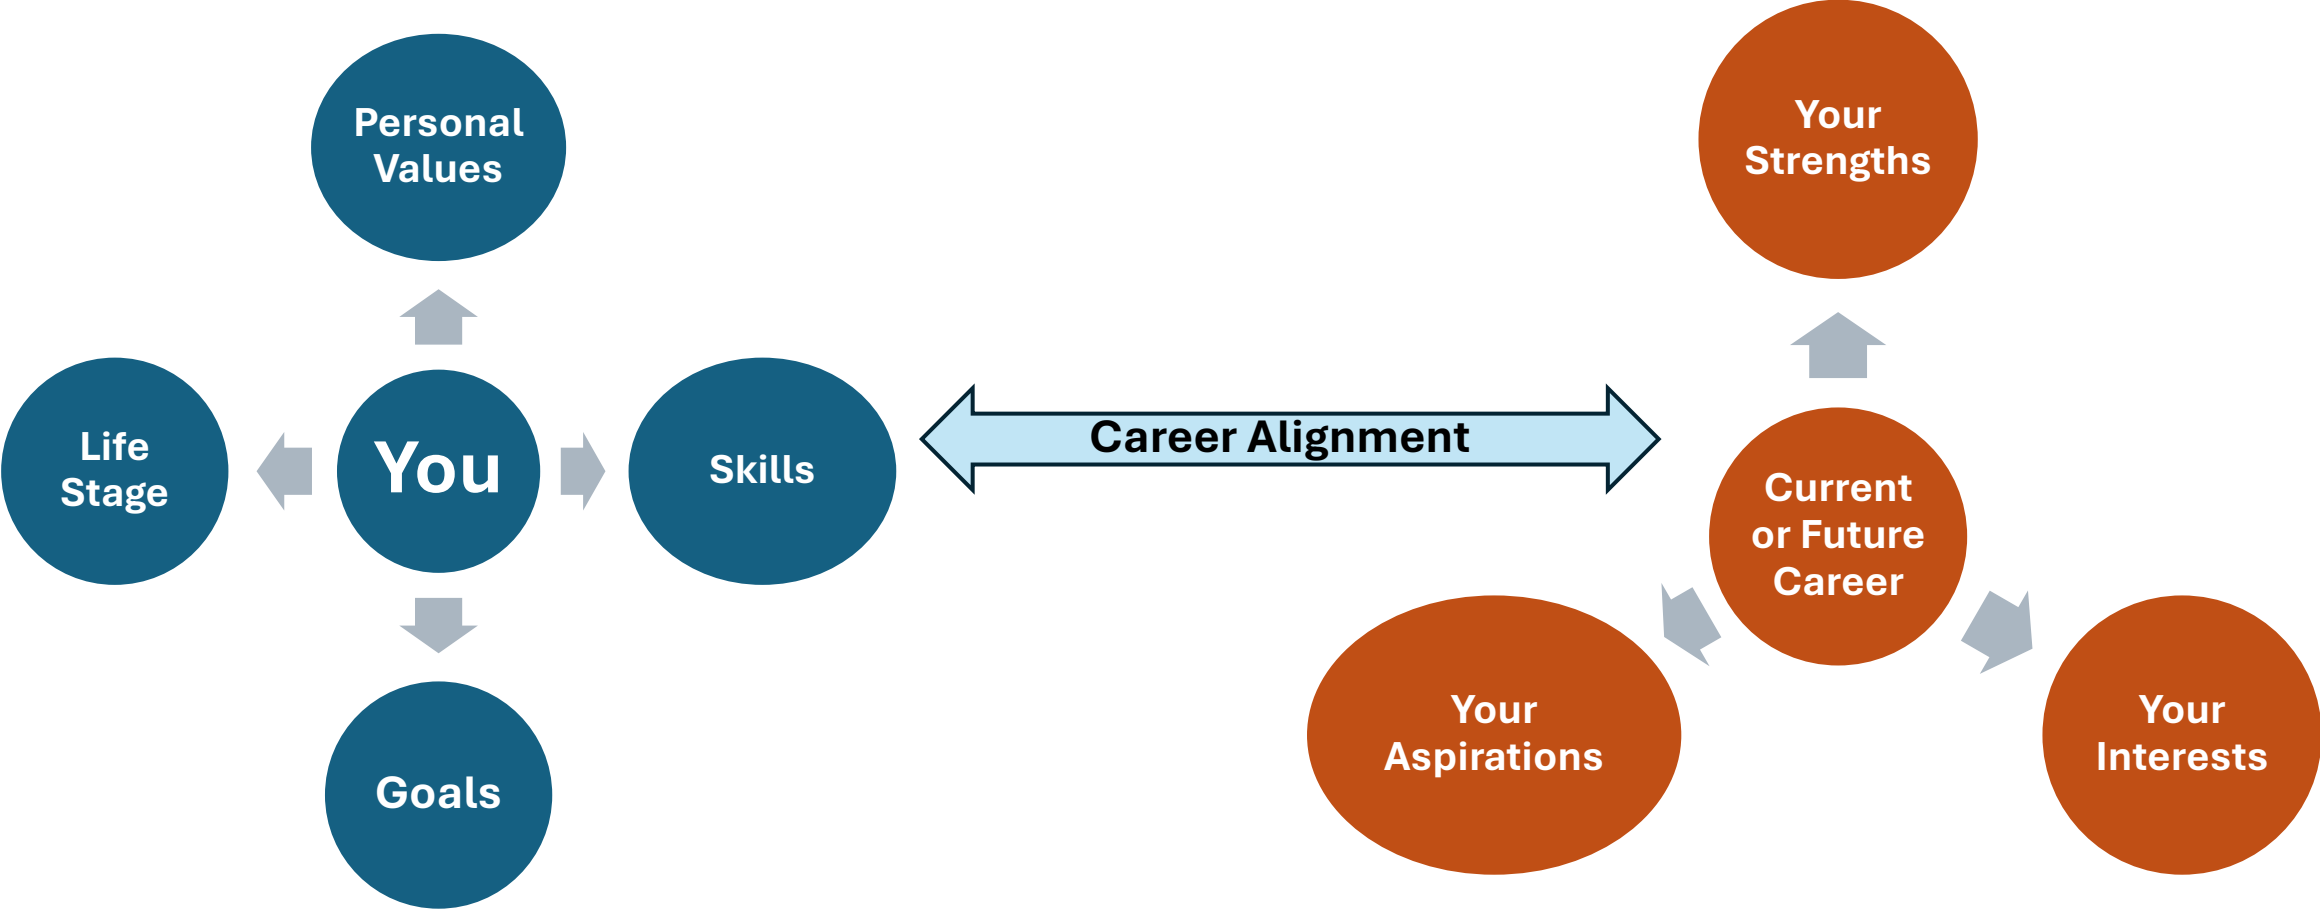 Personal
Values
Life
Stage
You
Skills
Goals
Career Alignment
Your
Strengths
Current
or Future
Career
Your
Aspirations
Your
Interests